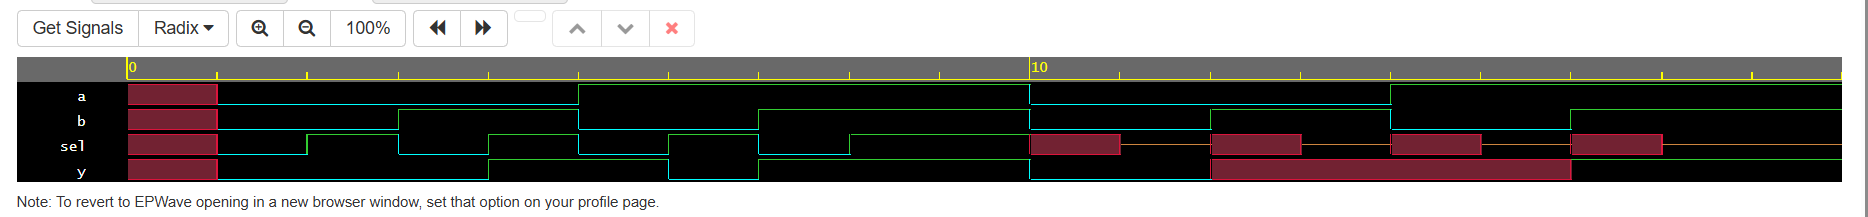 Get Signals Radix 100%
0 10
a
b
sel
y
Note: To revert to EPWave opening in a new browser window, set that option on your profile page.